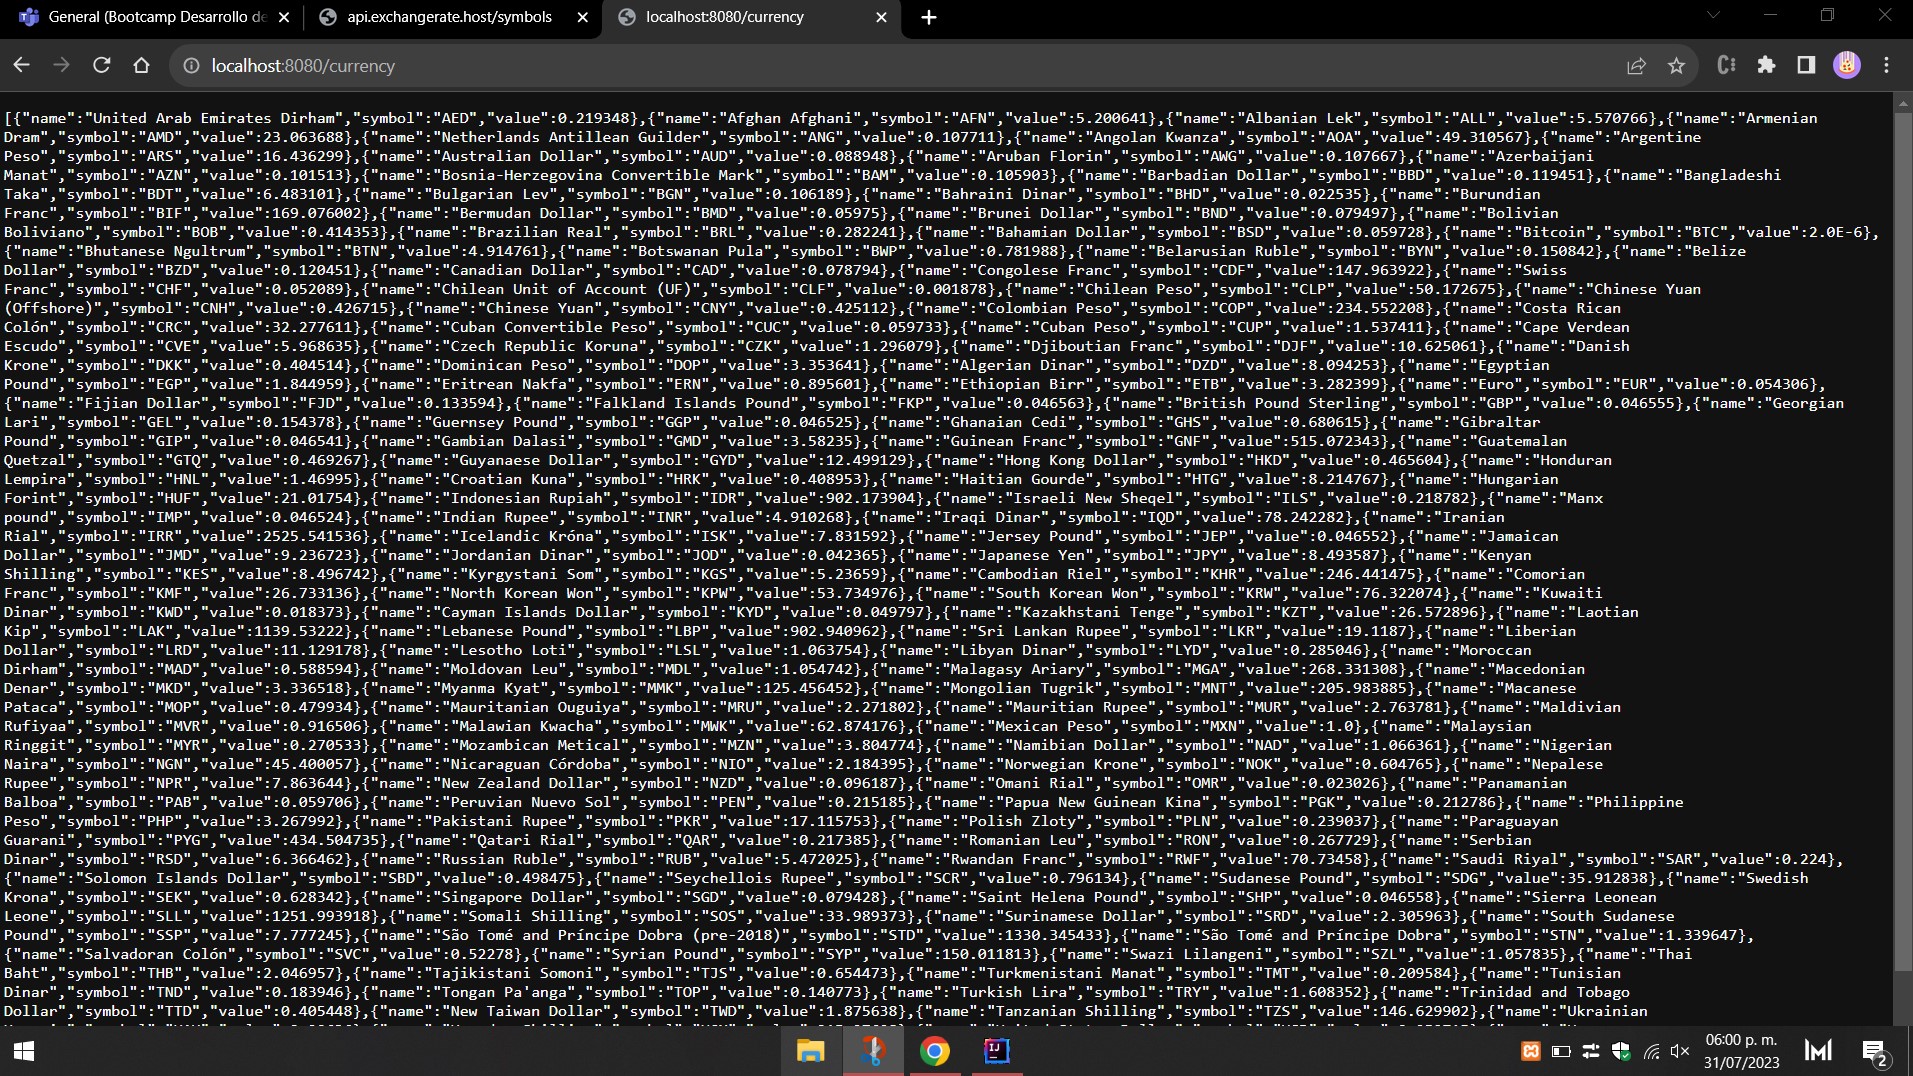 General (Bootcamp Desarrollo de
api.exchangerate.host/symbols
localhost:8080/currency
localhost:8080/currency
[{"name":"United Arab Emirates Dirham","symbol":"AED","value":0.219348},{"name":"Afghan Afghani","symbol":"AFN","value":5.200641},{"name":"Albanian Lek","symbol":"ALL","value":5.570766},{"name":"Armenian
Dram","symbol":"AMD","value":23.063688},{"name":"Netherlands Antillean Guilder","symbol":"ANG","value":0.107711},{"name":"Angolan Kwanza","symbol":"AOA","value":49.310567},{"name":"Argentine
Peso","symbol":"ARS","value":16.436299},{"name":"Australian Dollar","symbol":"AUD","value":0.088948},{"name":"Aruban Florin","symbol":"AWG","value":0.107667},{"name":"Azerbaijani
Manat","symbol":"AZN","value":0.101513},{"name":"Bosnia-Herzegovina Convertible Mark","symbol":"BAM","value":0.105903},{"name":"Barbadian Dollar","symbol":"BBD","value":0.119451},{"name":"Bangladeshi
Taka","symbol":"BDT","value":6.483101},{"name":"Bulgarian Lev","symbol":"BGN","value":0.106189},{"name":"Bahraini Dinar","symbol":"BHD","value":0.022535},{"name":"Burundian
Franc","symbol":"BIF","value":169.076002},{"name":"Bermudan Dollar","symbol":"BMD","value":0.05975},{"name":"Brunei Dollar","symbol":"BND","value":0.079497},{"name":"Bolivian
Boliviano","symbol":"BOB","value":0.414353},{"name":"Brazilian Real","symbol":"BRL","value":0.282241},{"name":"Bahamian Dollar","symbol":"BSD","value":0.059728},{"name":"Bitcoin","symbol":"BTC","value":2.0E-6},
{"name":"Bhutanese Ngultrum","symbol":"BTN","value":4.914761},{"name":"Botswanan Pula","symbol":"BWP","value":0.781988},{"name":"Belarusian Ruble","symbol":"BYN","value":0.150842},{"name":"Belize
Dollar","symbol":"BZD","value":0.120451},{"name":"Canadian Dollar","symbol":"CAD","value":0.078794},{"name":"Congolese Franc","symbol":"CDF","value":147.963922},{"name":"Swiss
Franc","symbol":"CHF","value":0.052089},{"name":"Chilean Unit of Account (UF)","symbol":"CLF","value":0.001878},{"name":"Chilean Peso","symbol":"CLP","value":50.172675},{"name":"Chinese Yuan
(Offshore)","symbol":"CNH","value":0.426715},{"name":"Chinese Yuan","symbol":"CNY","value":0.425112},{"name":"Colombian Peso","symbol":"COP","value":234.552208},{"name":"Costa Rican
Colón","symbol":"CRC","value":32.277611},{"name":"Cuban Convertible Peso","symbol":"CUC","value":0.059733},{"name":"Cuban Peso","symbol":"CUP","value":1.537411},{"name":"Cape Verdean
Escudo","symbol":"CVE","value":5.968635},{"name":"Czech Republic Koruna","symbol":"CZK","value":1.296079},{"name":"Djiboutian Franc","symbol":"DJF","value":10.625061},{"name":"Danish
Krone","symbol":"DKK","value":0.404514},{"name":"Dominican Peso","symbol":"DOP","value":3.353641},{"name":"Algerian Dinar","symbol":"DZD","value":8.094253},{"name":"Egyptian
Pound","symbol":"EGP","value":1.844959},{"name":"Eritrean Nakfa","symbol":"ERN","value":0.895601},{"name":"Ethiopian Birr","symbol":"ETB","value":3.282399},{"name":"Euro","symbol":"EUR","value":0.054306},
{"name":"Fijian Dollar","symbol":"FJD","value":0.133594},{"name":"Falkland Islands Pound","symbol":"FKP","value":0.046563},{"name":"British Pound Sterling","symbol":"GBP","value":0.046555},{"name":"Georgian
Lari","symbol":"GEL","value":0.154378},{"name":"Guernsey Pound","symbol":"GGP","value":0.046525},{"name":"Ghanaian Cedi","symbol":"GHS","value":0.680615},{"name":"Gibraltar
Pound","symbol":"GIP","value":0.046541},{"name":"Gambian Dalasi","symbol":"GMD","value":3.58235},{"name":"Guinean Franc","symbol":"GNF","value":515.072343},{"name":"Guatemalan
Quetzal","symbol":"GTQ","value":0.469267},{"name":"Guyanaese Dollar","symbol":"GYD","value":12.499129},{"name":"Hong Kong Dollar","symbol":"HKD","value":0.465604},{"name":"Honduran
Lempira","symbol":"HNL","value":1.46995},{"name":"Croatian Kuna","symbol":"HRK","value":0.408953},{"name":"Haitian Gourde","symbol":"HTG","value":8.214767},{"name":"Hungarian
Forint","symbol":"HUF","value":21.01754},{"name":"Indonesian Rupiah","symbol":"IDR","value":902.173904},{"name":"Israeli New Sheqel","symbol":"ILS","value":0.218782},{"name":"Manx
pound","symbol":"IMP","value":0.046524},{"name":"Indian Rupee","symbol":"INR","value":4.910268},{"name":"Iraqi Dinar","symbol":"IQD","value":78.242282},{"name":"Iranian
Rial","symbol":"IRR","value":2525.541536},{"name":"Icelandic Króna","symbol":"ISK","value":7.831592},{"name":"Jersey Pound","symbol":"JEP","value":0.046552},{"name":"Jamaican
Dollar","symbol":"JMD","value":9.236723},{"name":"Jordanian Dinar","symbol":"JOD","value":0.042365},{"name":"Japanese Yen","symbol":"JPY","value":8.493587},{"name":"Kenyan
Shilling","symbol":"KES","value":8.496742},{"name":"Kyrgystani Som","symbol":"KGS","value":5.23659},{"name":"Cambodian Riel","symbol":"KHR","value":246.441475},{"name":"Comorian
Franc","symbol":"KMF","value":26.733136},{"name":"North Korean Won","symbol":"KPW","value":53.734976},{"name":"South Korean Won","symbol":"KRW","value":76.322074},{"name":"Kuwaiti
Dinar","symbol":"KWD","value":0.018373},{"name":"Cayman Islands Dollar","symbol":"KYD","value":0.049797},{"name":"Kazakhstani Tenge","symbol":"KZT","value":26.572896},{"name":"Laotian
Kip","symbol":"LAK","value":1139.53222},{"name":"Lebanese Pound","symbol":"LBP","value":902.940962},{"name":"Sri Lankan Rupee","symbol":"LKR","value":19.1187},{"name":"Liberian
Dollar","symbol":"LRD","value":11.129178},{"name":"Lesotho Loti","symbol":"LSL","value":1.063754},{"name":"Libyan Dinar","symbol":"LYD","value":0.285046},{"name":"Moroccan
Dirham","symbol":"MAD","value":0.588594},{"name":"Moldovan Leu","symbol":"MDL","value":1.054742},{"name":"Malagasy Ariary","symbol":"MGA","value":268.331308},{"name":"Macedonian
Denar","symbol":"MKD","value":3.336518},{"name":"Myanma Kyat","symbol":"MMK","value":125.456452},{"name":"Mongolian Tugrik","symbol":"MNT","value":205.983885},{"name":"Macanese
Pataca","symbol":"MOP","value":0.479934},{"name":"Mauritanian Ouguiya","symbol":"MRU","value":2.271802},{"name":"Mauritian Rupee","symbol":"MUR","value":2.763781},{"name":"Maldivian
Rufiyaa","symbol":"MVR","value":0.916506},{"name":"Malawian Kwacha","symbol":"MWK","value":62.874176},{"name":"Mexican Peso","symbol":"MXN","value":1.0},{"name":"Malaysian
Ringgit","symbol":"MYR","value":0.270533},{"name":"Mozambican Metical","symbol":"MZN","value":3.804774},{"name":"Namibian Dollar","symbol":"NAD","value":1.066361},{"name":"Nigerian
Naira","symbol":"NGN","value":45.400057},{"name":"Nicaraguan Córdoba","symbol":"NIO","value":2.184395},{"name":"Norwegian Krone","symbol":"NOK","value":0.604765},{"name":"Nepalese
Rupee","symbol":"NPR","value":7.863644},{"name":"New Zealand Dollar","symbol":"NZD","value":0.096187},{"name":"Omani Rial","symbol":"OMR","value":0.023026},{"name":"Panamanian
Balboa","symbol":"PAB","value":0.059706},{"name":"Peruvian Nuevo Sol","symbol":"PEN","value":0.215185},{"name":"Papua New Guinean Kina","symbol":"PGK","value":0.212786},{"name":"Philippine
Peso","symbol":"PHP","value":3.267992},{"name":"Pakistani Rupee","symbol":"PKR","value":17.115753},{"name":"Polish Zloty","symbol":"PLN","value":0.239037},{"name":"Paraguayan
Guarani","symbol":"PYG","value":434.504735},{"name":"Qatari Rial","symbol":"QAR","value":0.217385},{"name":"Romanian Leu","symbol":"RON","value":0.267729},{"name":"Serbian
Dinar","symbol":"RSD","value":6.366462},{"name":"Russian Ruble","symbol":"RUB","value":5.472025},{"name":"Rwandan Franc","symbol":"RWF","value":70.73458},{"name":"Saudi Riyal","symbol":"SAR","value":0.224},
{"name":"Solomon Islands Dollar","symbol":"SBD","value":0.498475},{"name":"Seychellois Rupee","symbol":"SCR","value":0.796134},{"name":"Sudanese Pound","symbol":"SDG","value":35.912838},{"name":"Swedish
Krona","symbol":"SEK","value":0.628342},{"name":"Singapore Dollar","symbol":"SGD","value":0.079428},{"name":"Saint Helena Pound","symbol":"SHP","value":0.046558},{"name":"Sierra Leonean
Leone","symbol":"SLL","value":1251.993918},{"name":"Somali Shilling","symbol":"SOS","value":33.989373},{"name":"Surinamese Dollar","symbol":"SRD","value":2.305963},{"name":"South Sudanese
Pound","symbol":"SSP","value":7.777245},{"name":"São Tomé and Príncipe Dobra (pre-2018)","symbol":"STD","value":1330.345433},{"name":"São Tomé and Príncipe Dobra","symbol":"STN","value":1.339647},
{"name":"Salvadoran Colón","symbol":"SVC","value":0.52278},{"name":"Syrian Pound","symbol":"SYP","value":150.011813},{"name":"Swazi Lilangeni","symbol":"SZL","value":1.057835},{"name":"Thai
Baht","symbol":"THB","value":2.046957},{"name":"Tajikistani Somoni","symbol":"TJS","value":0.654473},{"name":"Turkmenistani Manat","symbol":"TMT","value":0.209584},{"name":"Tunisian
Dinar","symbol":"TND","value":0.183946},{"name":"Tongan Pa'anga","symbol":"TOP","value":0.140773},{"name":"Turkish Lira","symbol":"TRY","value":1.608352},{"name":"Trinidad and Tobago
Dollar","symbol":"TTD","value":0.405448},{"name":"New Taiwan Dollar","symbol":"TWD","value":1.875638},{"name":"Tanzanian Shilling","symbol":"TZS","value":146.629902},{"name":"Ukrainian
06:00 p. m.
31/07/2023
2